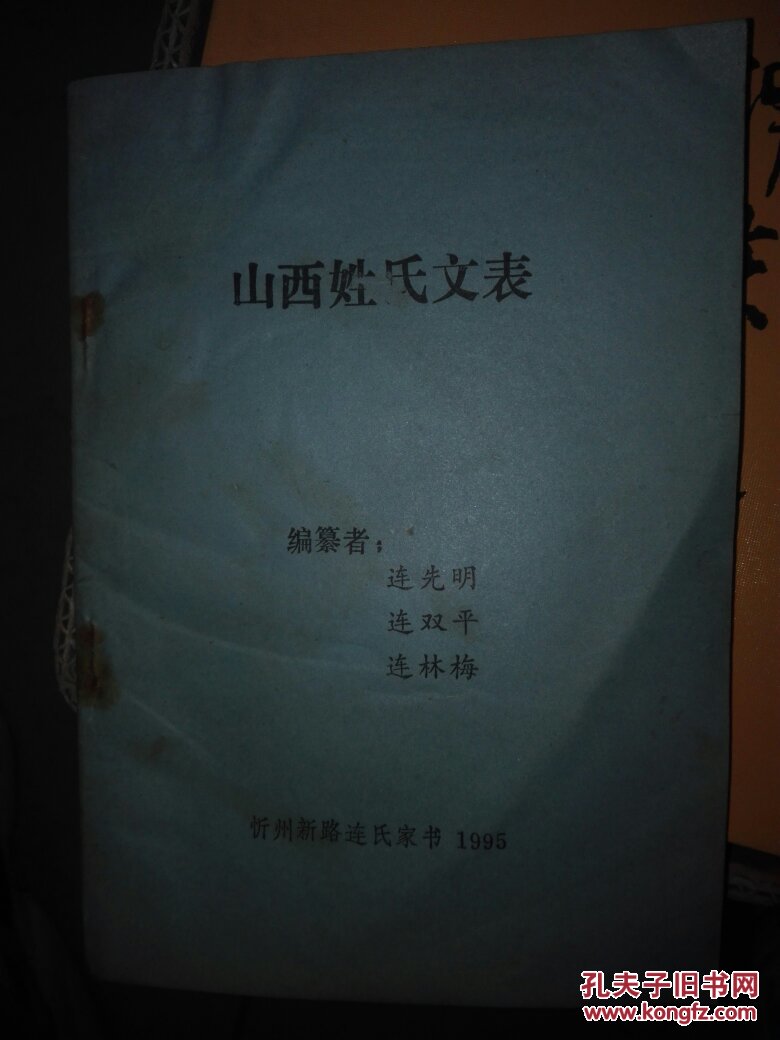 山西姓氏文表
编纂者：
连先明
连双平
连林梅
忻州新路连氏家书 1995
孔夫子旧书网
www.kongfz.com